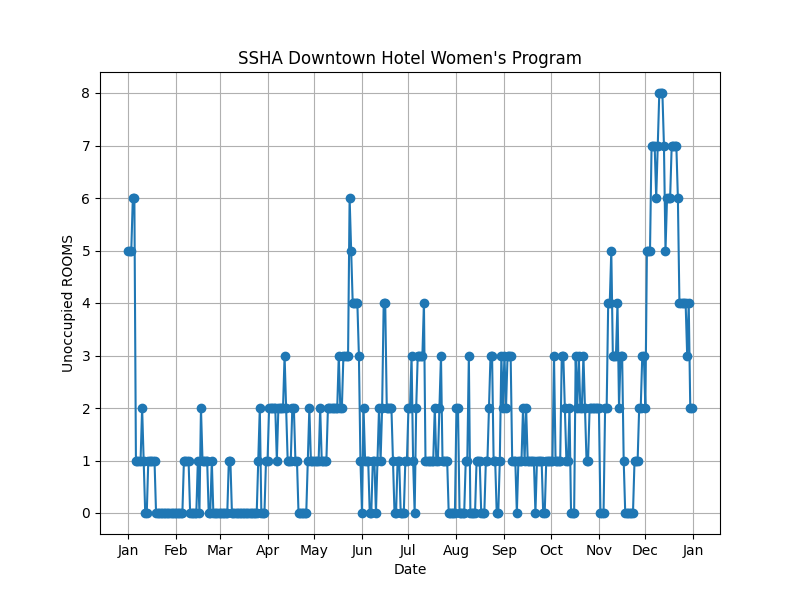 SSHA Downtown Hotel Women's Program
8
7
6
5
4
3
2
1
0
Unoccupied ROOMS
Jan Feb Mar Apr May Jun Jul Aug Sep Oct Nov Dec Jan
Date